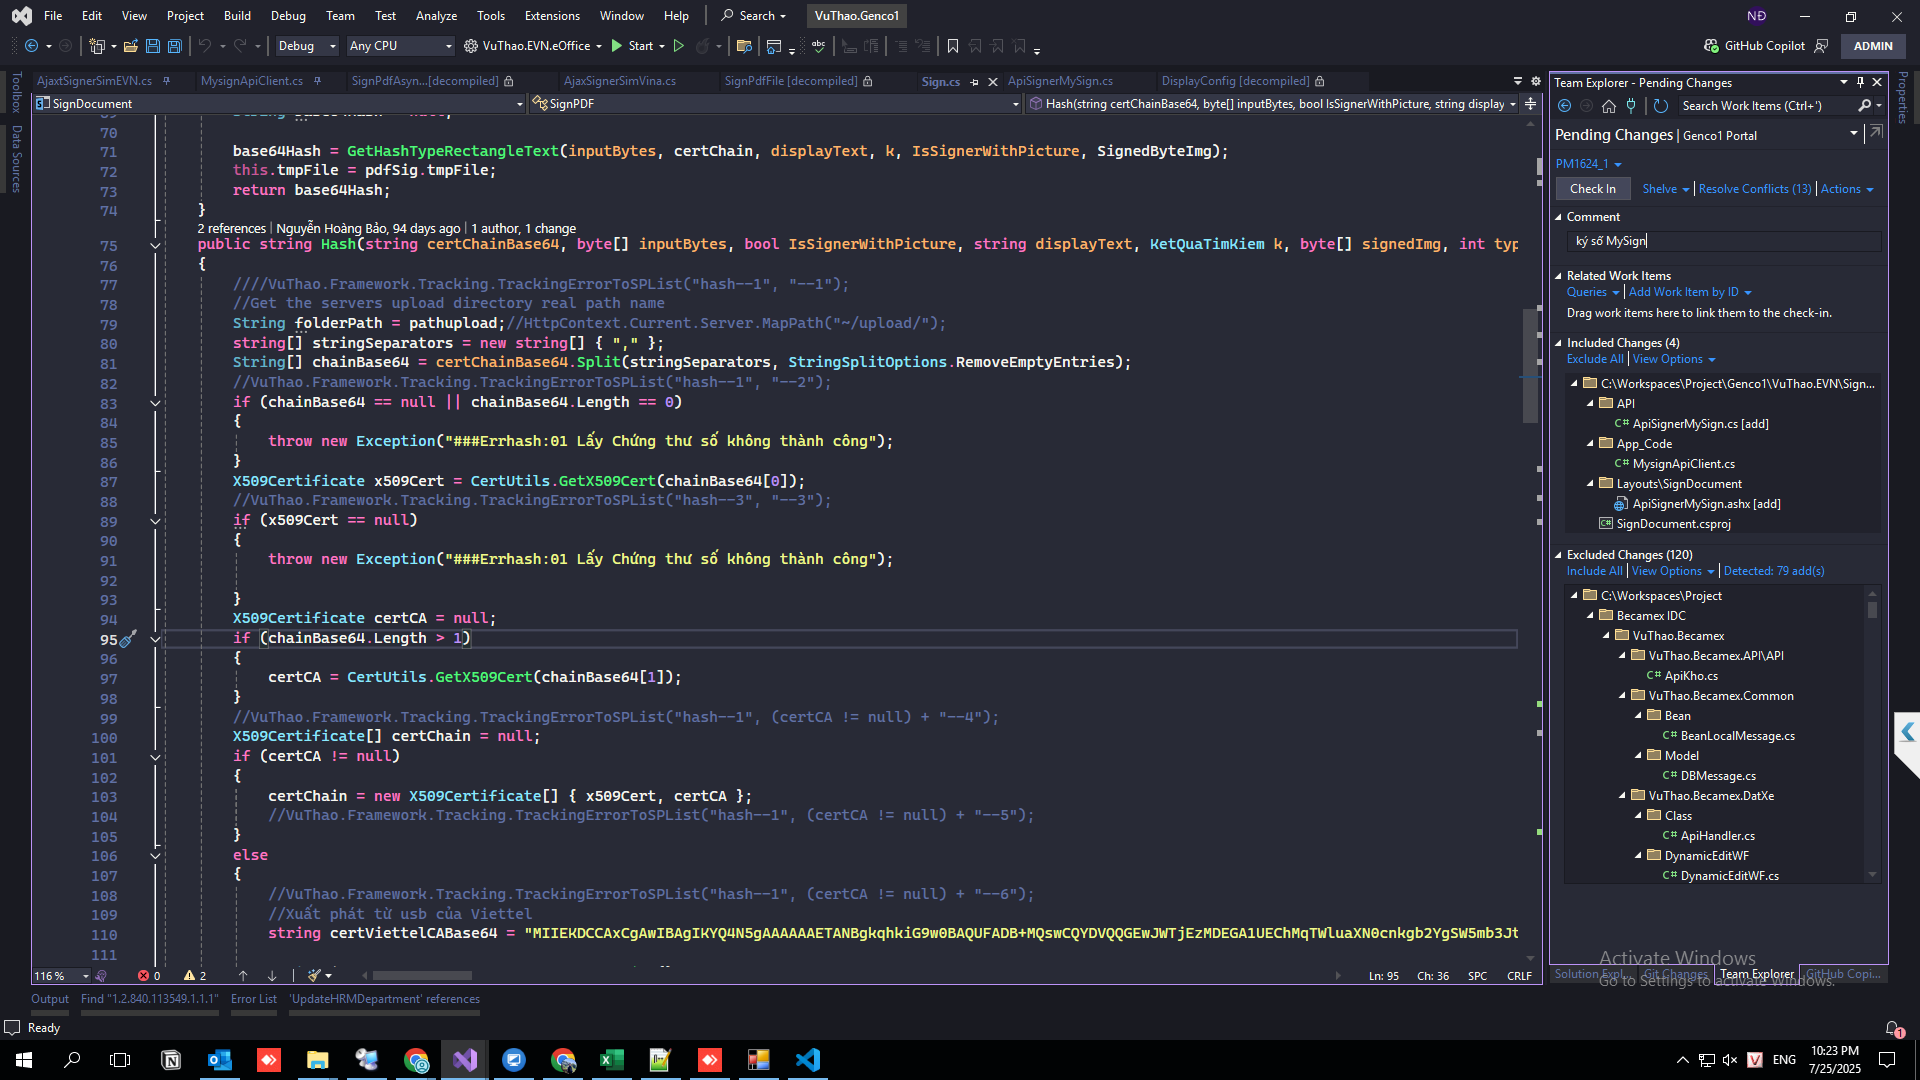 File Edit View Project Build Debug Team Test Analyze Tools Extensions Window Help Search VuThao.Genco1 NĐ
Debug Any CPU VuThao.EVN.eOffice Start GitHub Copilot ADMIN
AjaxtSignerSimEVN.cs MysignApiClient.cs SignPdfAsyn...[decompiled] AjaxSignerSimVina.cs SignPdfFile [decompiled] Sign.cs ApiSignerMySign.cs DisplayConfig [decompiled]
SignDocument SignPDF Hash(string certChainBase64, byte[] inputBytes, bool IsSignerWithPicture, string display
Toolbox
Data Sources
70
71 base64Hash = GetHashTypeRectangleText(inputBytes, certChain, displayText, k, IsSignerWithPicture, SignedByteImg);
72 this.tmpFile = pdfSig.tmpFile;
73 return base64Hash;
74 }
2 references | Nguyễn Hoàng Bảo, 94 days ago | 1 author, 1 change
75 public string Hash(string certChainBase64, byte[] inputBytes, bool IsSignerWithPicture, string displayText, KetQuaTimKiem k, byte[] signedImg, int typ
76 {
77 ////VuThao.Framework.Tracking.TrackingErrorToSPList("hash--1", "--1");
78 //Get the servers upload directory real path name
79 String folderPath = pathupload;//HttpContext.Current.Server.MapPath("~/upload/");
80 string[] stringSeparators = new string[] { "," };
81 String[] chainBase64 = certChainBase64.Split(stringSeparators, StringSplitOptions.RemoveEmptyEntries);
82 //VuThao.Framework.Tracking.TrackingErrorToSPList("hash--1", "--2");
83 if (chainBase64 == null || chainBase64.Length == 0)
84 {
85 throw new Exception("###Errhash:01 Lấy Chứng thư số không thành công");
86 }
87 X509Certificate x509Cert = CertUtils.GetX509Cert(chainBase64[0]);
88 //VuThao.Framework.Tracking.TrackingErrorToSPList("hash--3", "--3");
89 if (x509Cert == null)
90 {
91 throw new Exception("###Errhash:01 Lấy Chứng thư số không thành công");
92
93 }
94 X509Certificate certCA = null;
95 if (chainBase64.Length > 1)
96 {
97 certCA = CertUtils.GetX509Cert(chainBase64[1]);
98 }
99 //VuThao.Framework.Tracking.TrackingErrorToSPList("hash--1", (certCA != null) + "--4");
100 X509Certificate[] certChain = null;
101 if (certCA != null)
102 {
103 certChain = new X509Certificate[] { x509Cert, certCA };
104 //VuThao.Framework.Tracking.TrackingErrorToSPList("hash--1", (certCA != null) + "--5");
105 }
106 else
107 {
108 //VuThao.Framework.Tracking.TrackingErrorToSPList("hash--1", (certCA != null) + "--6");
109 //Xuất phát từ usb của Viettel
110 string certViettelCABase64 = "MIIEKDCCAxCgAwIBAgIKYQ4N5gAAAAAAETANBgkqhkiG9w0BAQUFADB+MQswCQYDVQQGEwJWTjEzMDEGA1UEChMqTWluaXN0cnkgb2YgSW5mb3Jt
111
116 % 0 2 Ln: 95 Ch: 36 SPC CRLF
Output Find "1.2.840.113549.1.1.1" Error List 'UpdateHRMDepartment' references
Ready
Team Explorer - Pending Changes
Search Work Items (Ctrl+')
Pending Changes | Genco1 Portal
PM1624_1
Check In Shelve Resolve Conflicts (13) Actions
Comment
ký số MySign
Related Work Items
Queries Add Work Item by ID
Drag work items here to link them to the check-in.
Included Changes (4)
Exclude All View Options
C:\Workspaces\Project\Genco1\VuThao.EVN\Sign...
API
ApiSignerMySign.cs [add]
App_Code
MysignApiClient.cs
Layouts\SignDocument
ApiSignerMySign.ashx [add]
SignDocument.csproj
Excluded Changes (120)
Include All View Options Detected: 79 add(s)
C:\Workspaces\Project
Becamex IDC
VuThao.Becamex
VuThao.Becamex.API\API
ApiKho.cs
VuThao.Becamex.Common
Bean
BeanLocalMessage.cs
Model
DBMessage.cs
VuThao.Becamex.DatXe
Class
ApiHandler.cs
DynamicEditWF
DynamicEditWF.cs
Solution Expl... Git Changes Team Explorer GitHub Copi...
Activate Windows
Go to Settings to activate Windows.
Properties
ENG
10:23 PM
7/25/2025